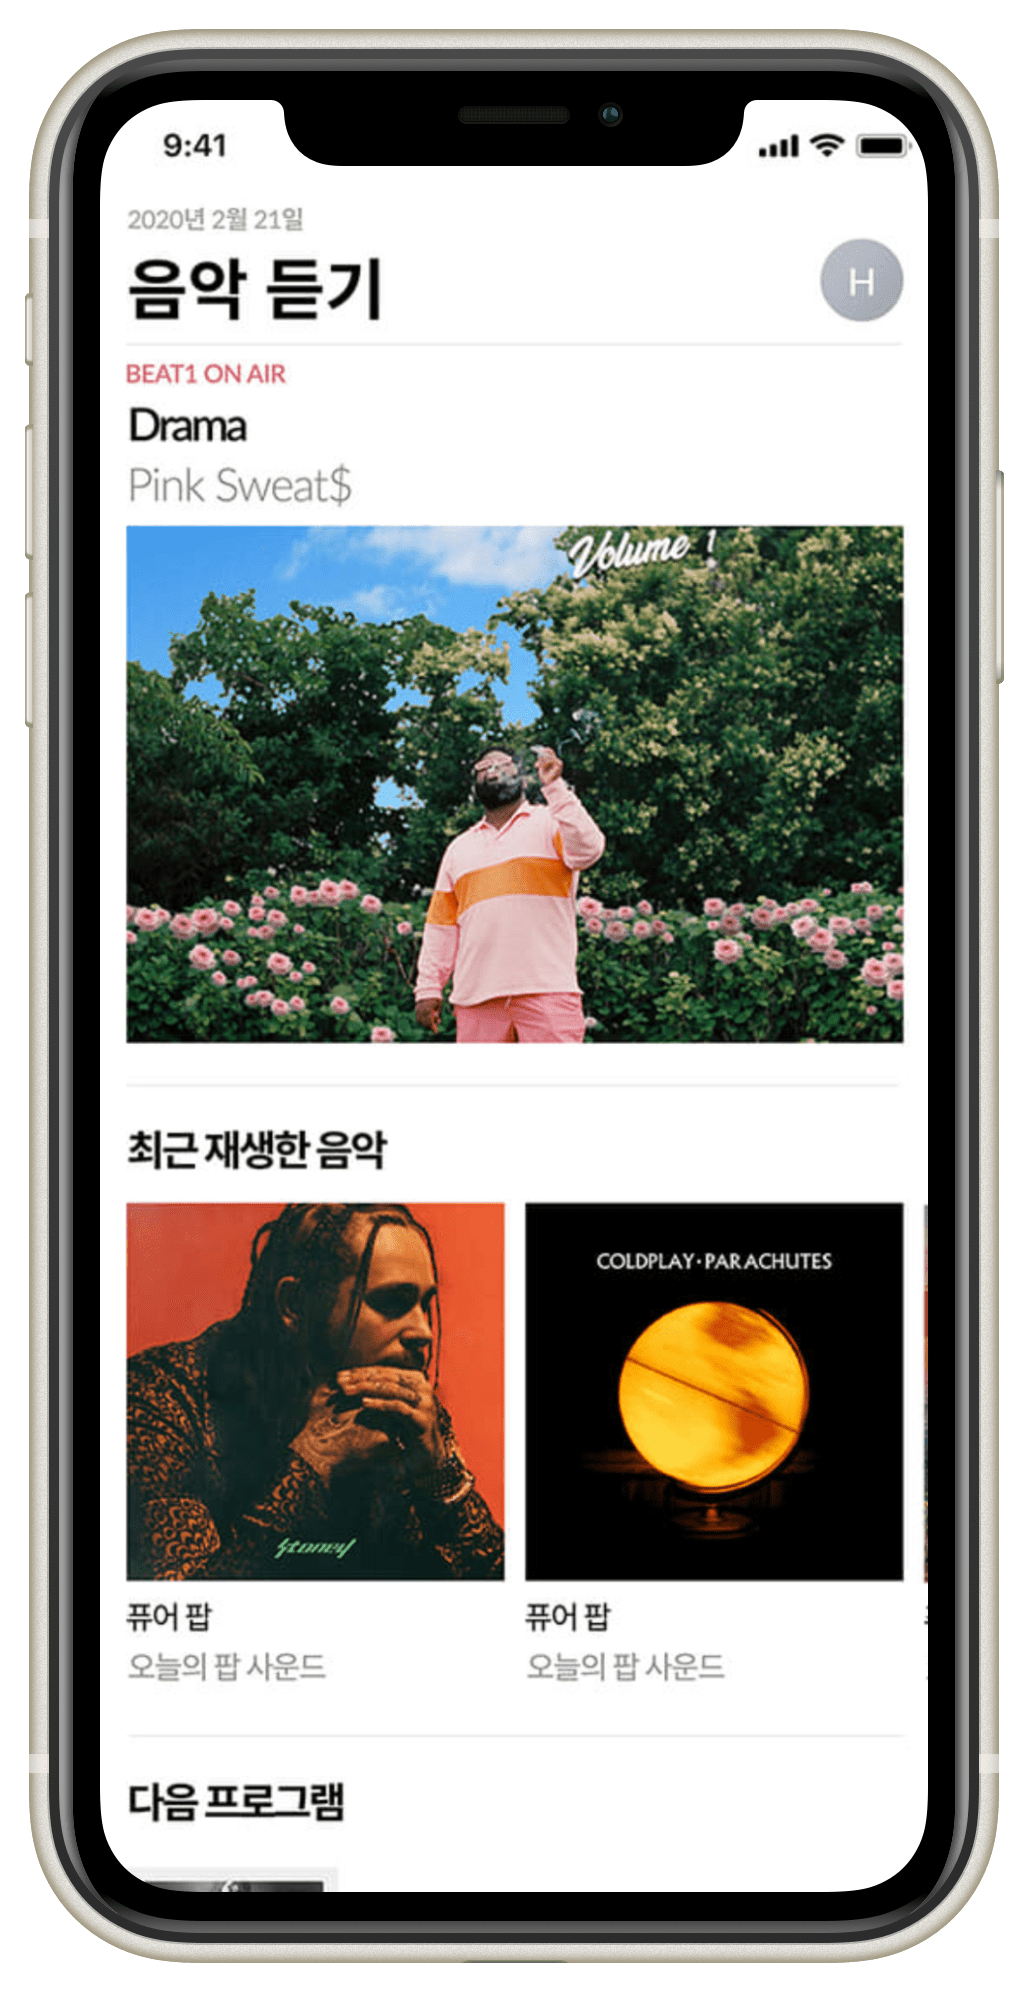 9:41
2020년 2월 21일
음악 듣기
H
BEAT1 ON AIR
Drama
Pink Sweat$
Volume 1
최근 재생한 음악
stoney
COLDPLAY·PARACHUTES
퓨어 팝
오늘의 팝 사운드
퓨어 팝
오늘의 팝 사운드
다음 프로그램